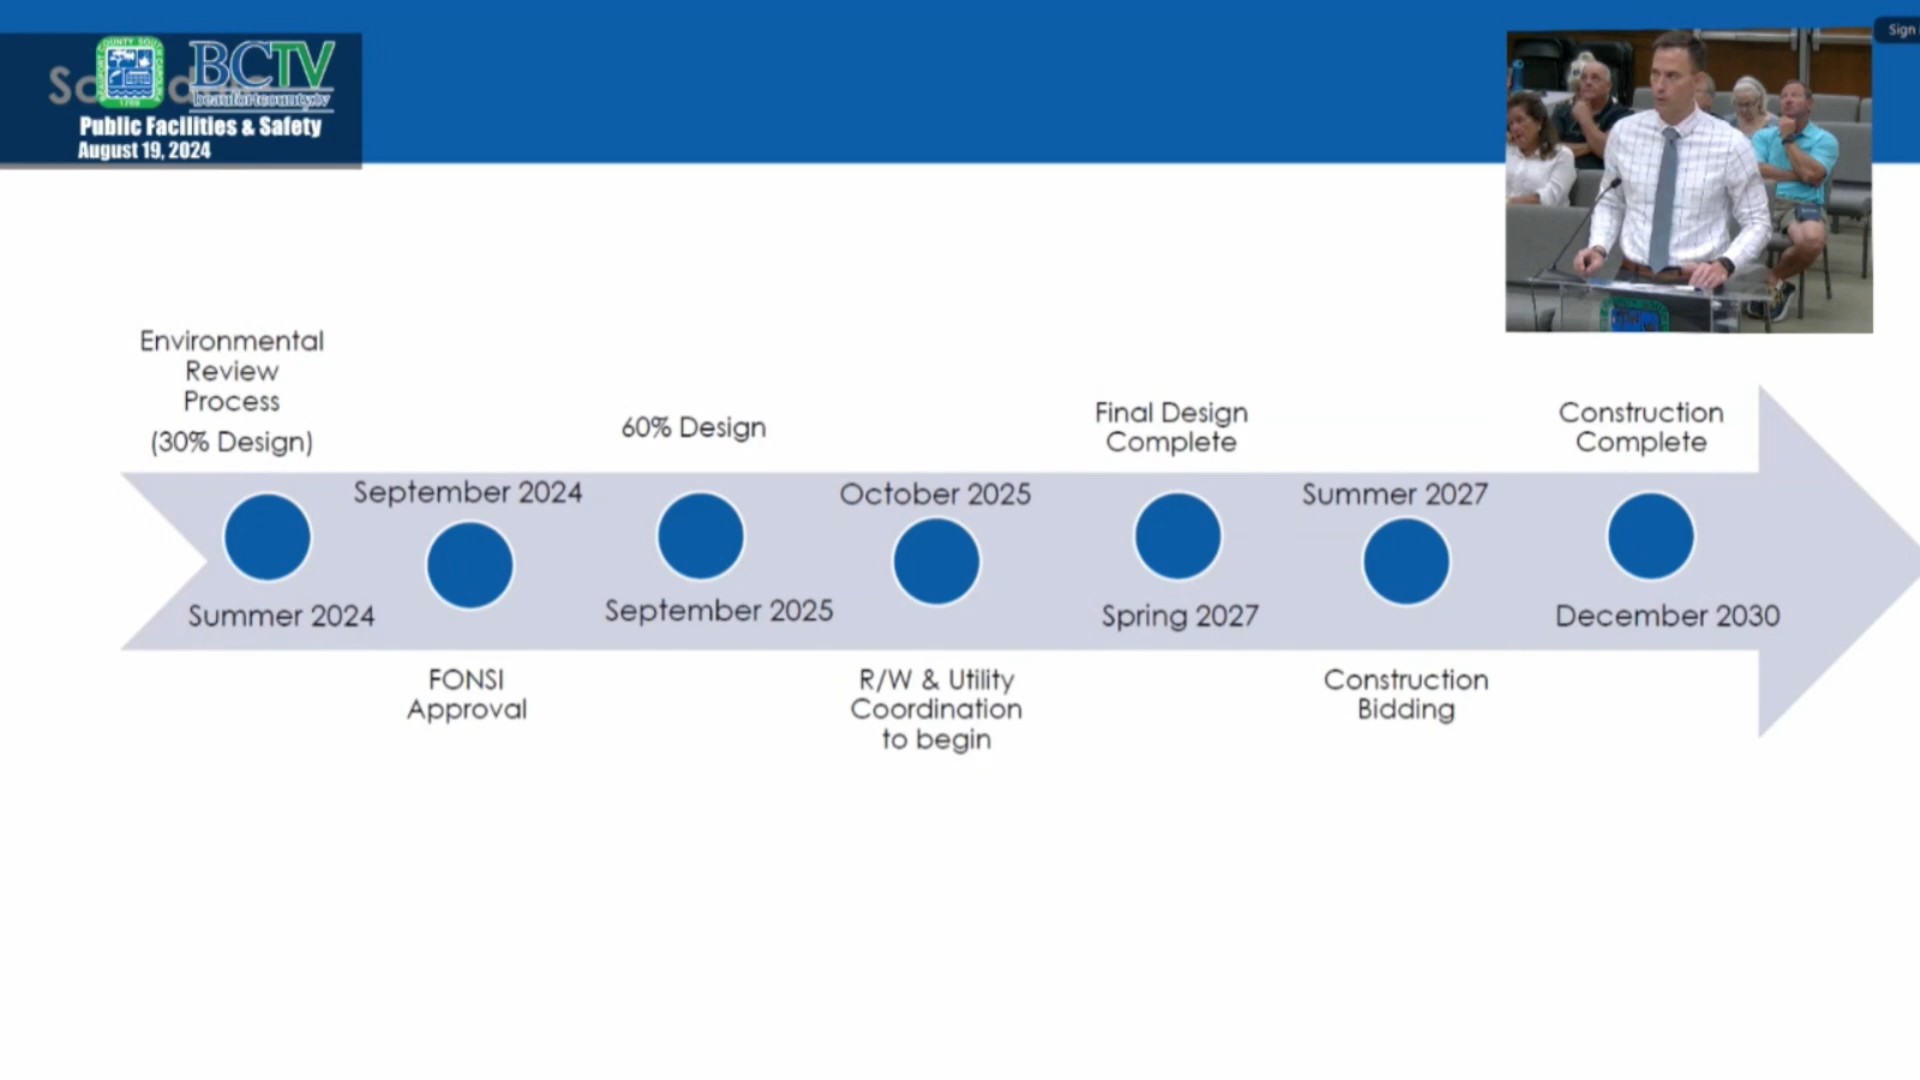 Sign
BCTV
beaufortcountytv
Public Facilities & Safety
August 19, 2024
1769
Environmental
Review
Process
(30% Design)
60% Design
Final Design
Complete
Construction
Complete
September 2024
October 2025
Summer 2027
Summer 2024
September 2025
Spring 2027
December 2030
FONSI
Approval
R/W & Utility
Coordination
to begin
Construction
Bidding